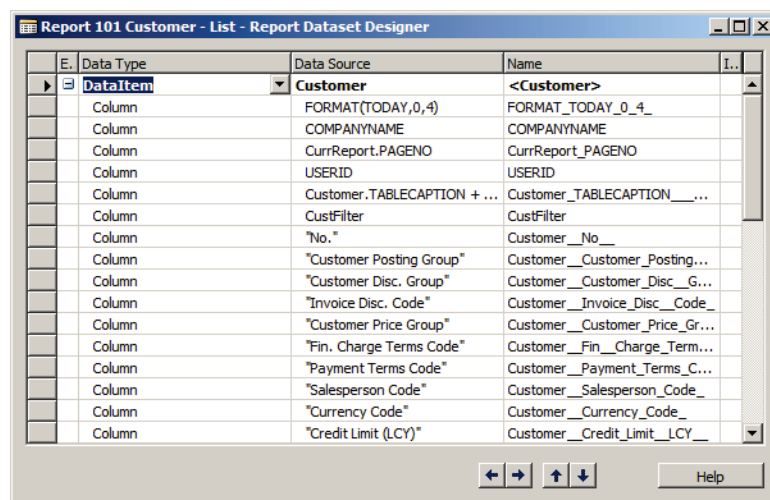 Report 101 Customer - List - Report Dataset Designer
E. Data Type Data Source Name I..
DataItem Customer <Customer>
Column FORMAT(TODAY,0,4) FORMAT_TODAY_0_4_
Column COMPANYNAME COMPANYNAME
Column CurrReport.PAGENO CurrReport_PAGENO
Column USERID USERID
Column Customer.TABLECAPTION + ... Customer_TABLECAPTION___...
Column CustFilter CustFilter
Column "No." Customer__No__
Column "Customer Posting Group" Customer__Customer_Posting...
Column "Customer Disc. Group" Customer__Customer_Disc__G...
Column "Invoice Disc. Code" Customer__Invoice_Disc__Code_
Column "Customer Price Group" Customer__Customer_Price_Gr...
Column "Fin. Charge Terms Code" Customer__Fin__Charge_Term...
Column "Payment Terms Code" Customer__Payment_Terms_C...
Column "Salesperson Code" Customer__Salesperson_Code_
Column "Currency Code" Customer__Currency_Code_
Column "Credit Limit (LCY)" Customer__Credit_Limit__LCY__
Help